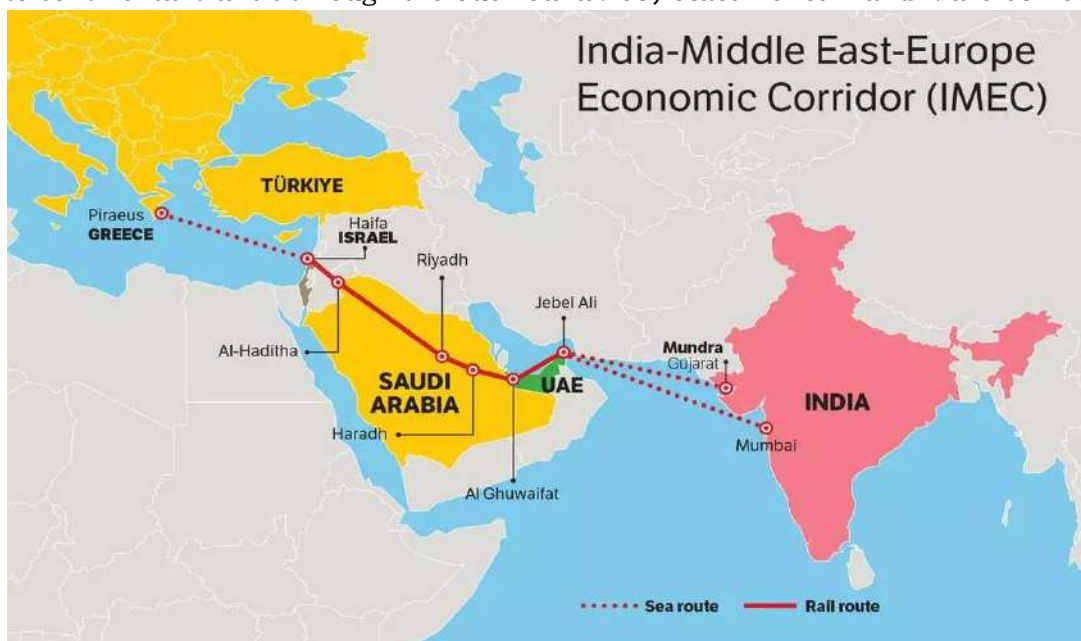 India-Middle East-Europe
Economic Corridor (IMEC)
TÜRKIYE
Piraeus
GREECE
Haifa
ISRAEL
Riyadh
Jebel Ali
Al-Haditha
Mundra
Gujarat
SAUDI
ARABIA
UAE
INDIA
Haradh
Mumbai
Al Ghuwaifat
Sea route
Rail route